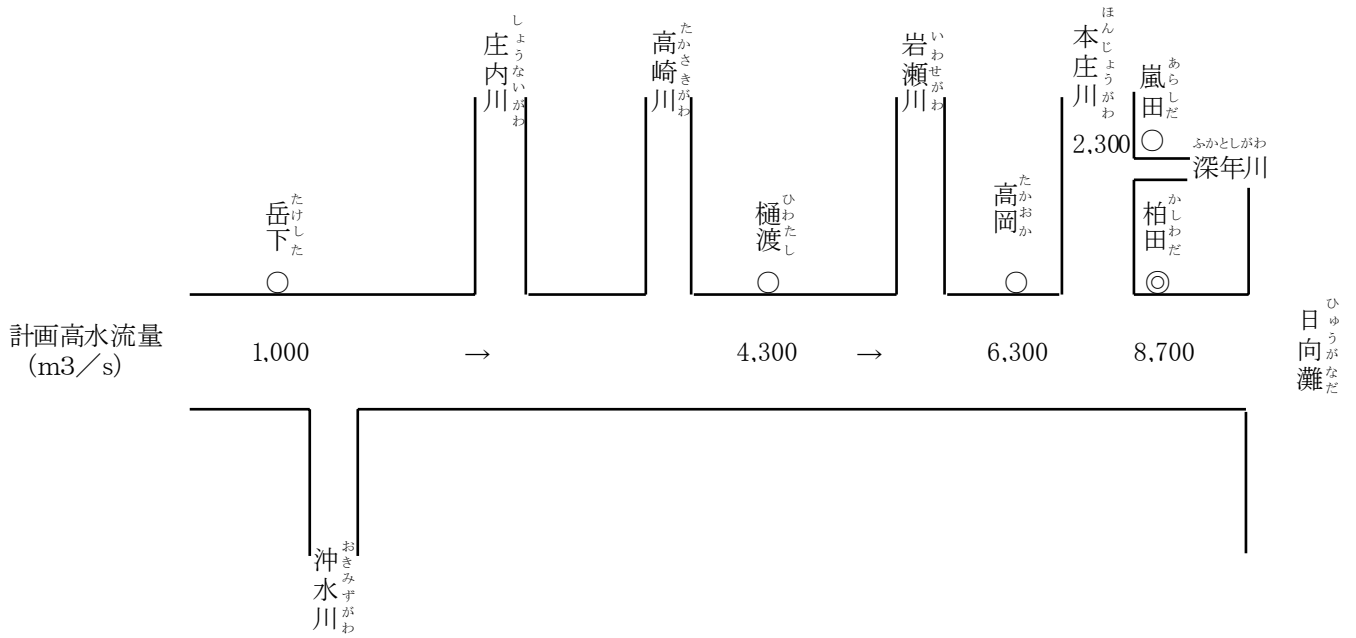 庄内川
しょうないがわ
高崎川
たかさきがわ
岩瀬川
いわせがわ
本庄川
ほんじょうがわ
嵐田
あらしだ
2,300
○
深年川
ふかとしがわ
岳下
たけした
樋渡
ひわたし
高岡
たかおか
柏田
かしわだ
○
○
○
◎
計画高水流量
(m3／s)
1,000
→
4,300
→
6,300
8,700
日向灘
ひゅうがなだ
沖水川
おきみずがわ